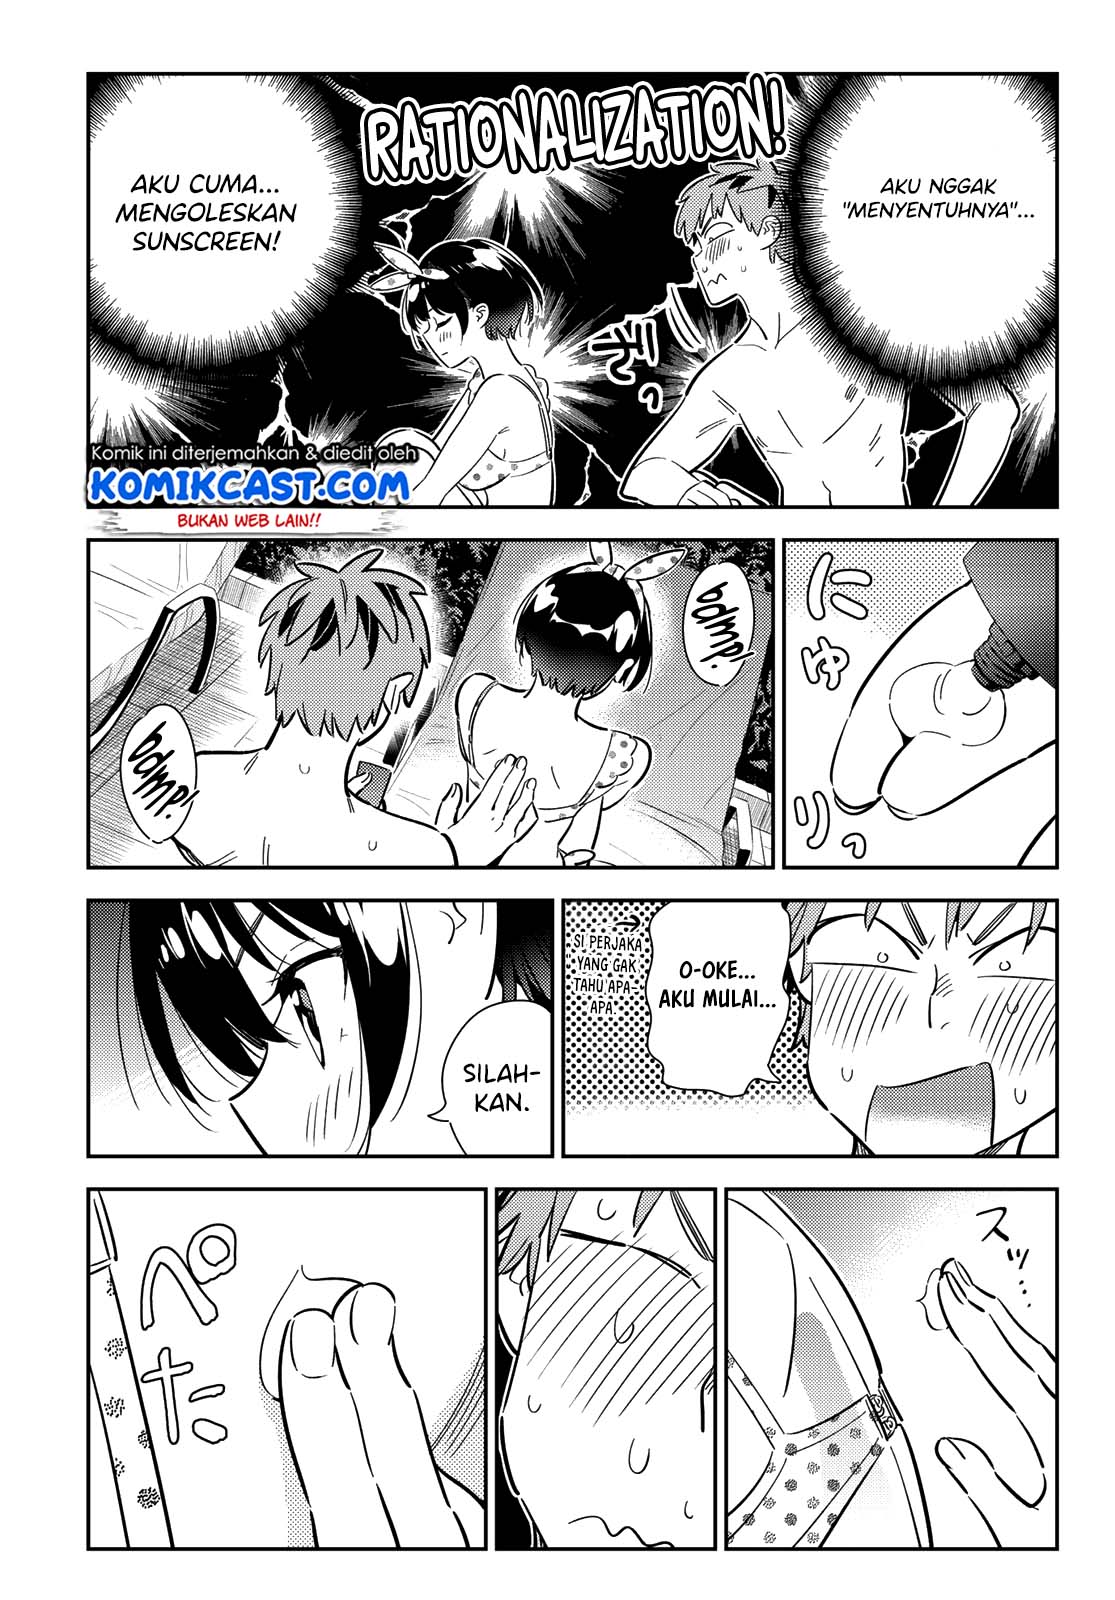 RATIONALIZATION!
AKU NGGAK
"MENYENTUHNYA"...
AKU CUMA...
MENGOLESKAN
SUNSCREEN!
Komik ini diterjemahkan & diedit oleh
KOMIKCAST.COM
BUKAN WEB LAIN!!
にゅ
りっ
bdmp!
bdmp!
O-OKE...
AKU MULAI...
SI PERJAKA
YANG GAK
TAHU APA-
APA.
SILAH-
KAN.
スッ...
ペた